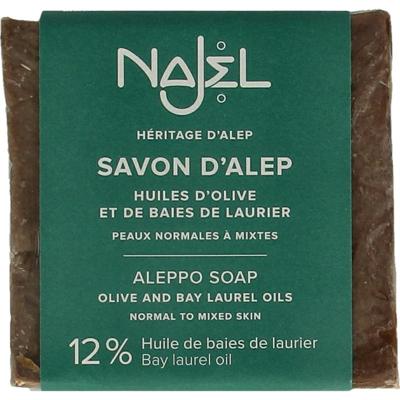 NAJEL
HÉRITAGE D'ALEP
SAVON D'ALEP
HUILES D'OLIVE
ET DE BAIES DE LAURIER
PEAUX NORMALES À MIXTES
ALEPPO SOAP
OLIVE AND BAY LAUREL OILS
NORMAL TO MIXED SKIN
12% Huile de baies de laurier
Bay laurel oil